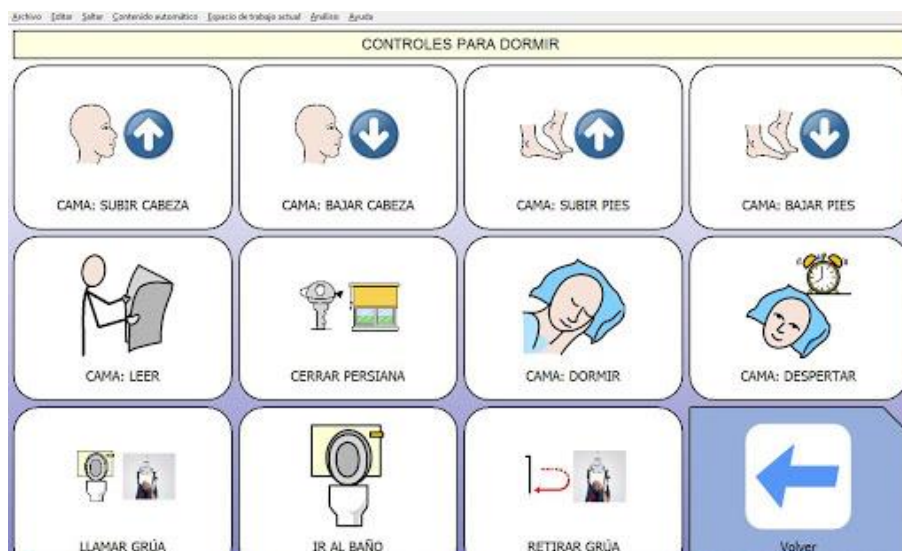 Archivo Editar Saltar Contenido automático Espacio de trabajo actual Análisis Ayuda
CONTROLES PARA DORMIR
CAMA: SUBIR CABEZA
CAMA: BAJAR CABEZA
CAMA: SUBIR PIES
CAMA: BAJAR PIES
CAMA: LEER
CERRAR PERSIANA
CAMA: DORMIR
CAMA: DESPERTAR
LLAMAR GRÚA
IR AL BAÑO
RETIRAR GRÚA
Volver